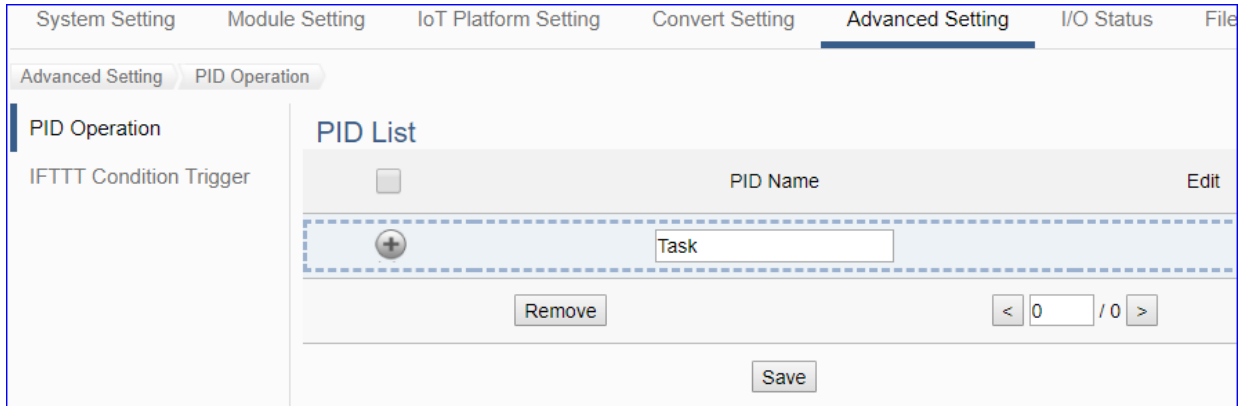 System Setting Module Setting IoT Platform Setting Convert Setting Advanced Setting I/O Status File
Advanced Setting PID Operation
PID Operation
IFTTT Condition Trigger
PID List
PID Name Edit
Task
Remove < 0 / 0 >
Save